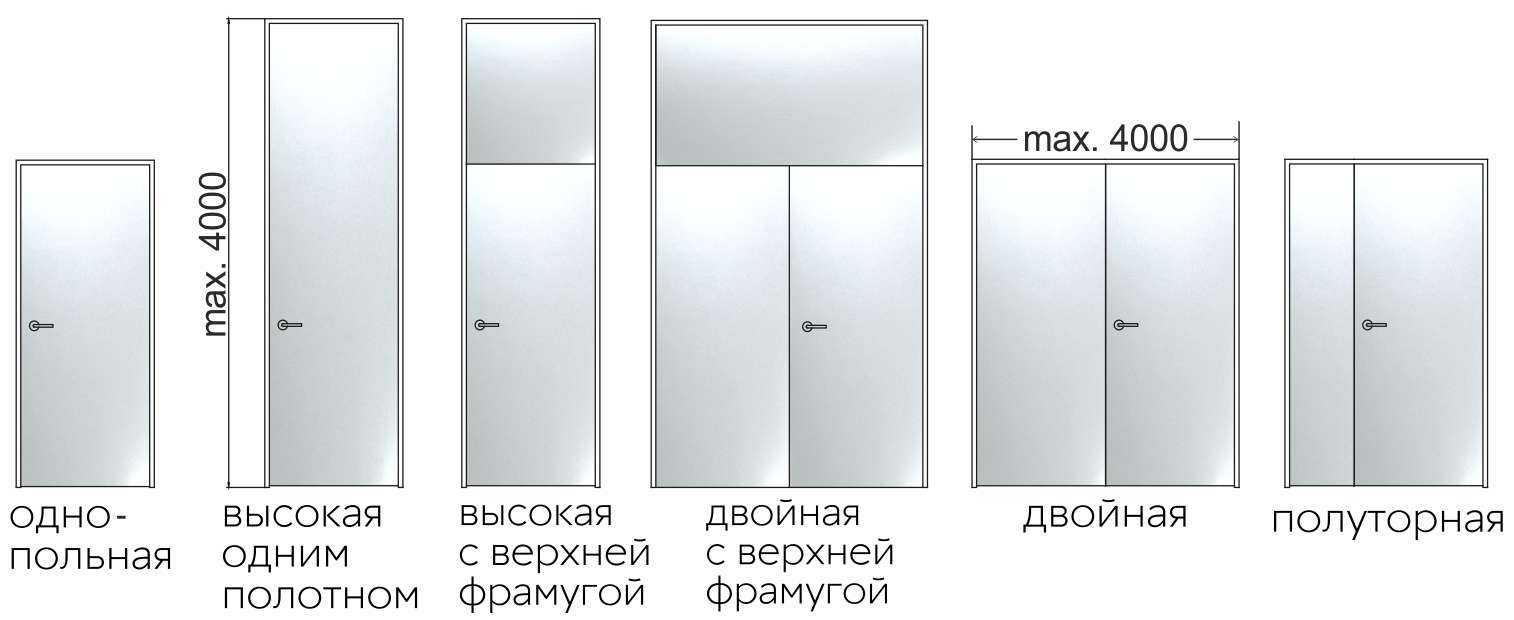 max. 4000
max. 4000
одно-
польная
высокая
одним
полотном
высокая
с верхней
фрамугой
двойная
с верхней
фрамугой
двойная
полуторная